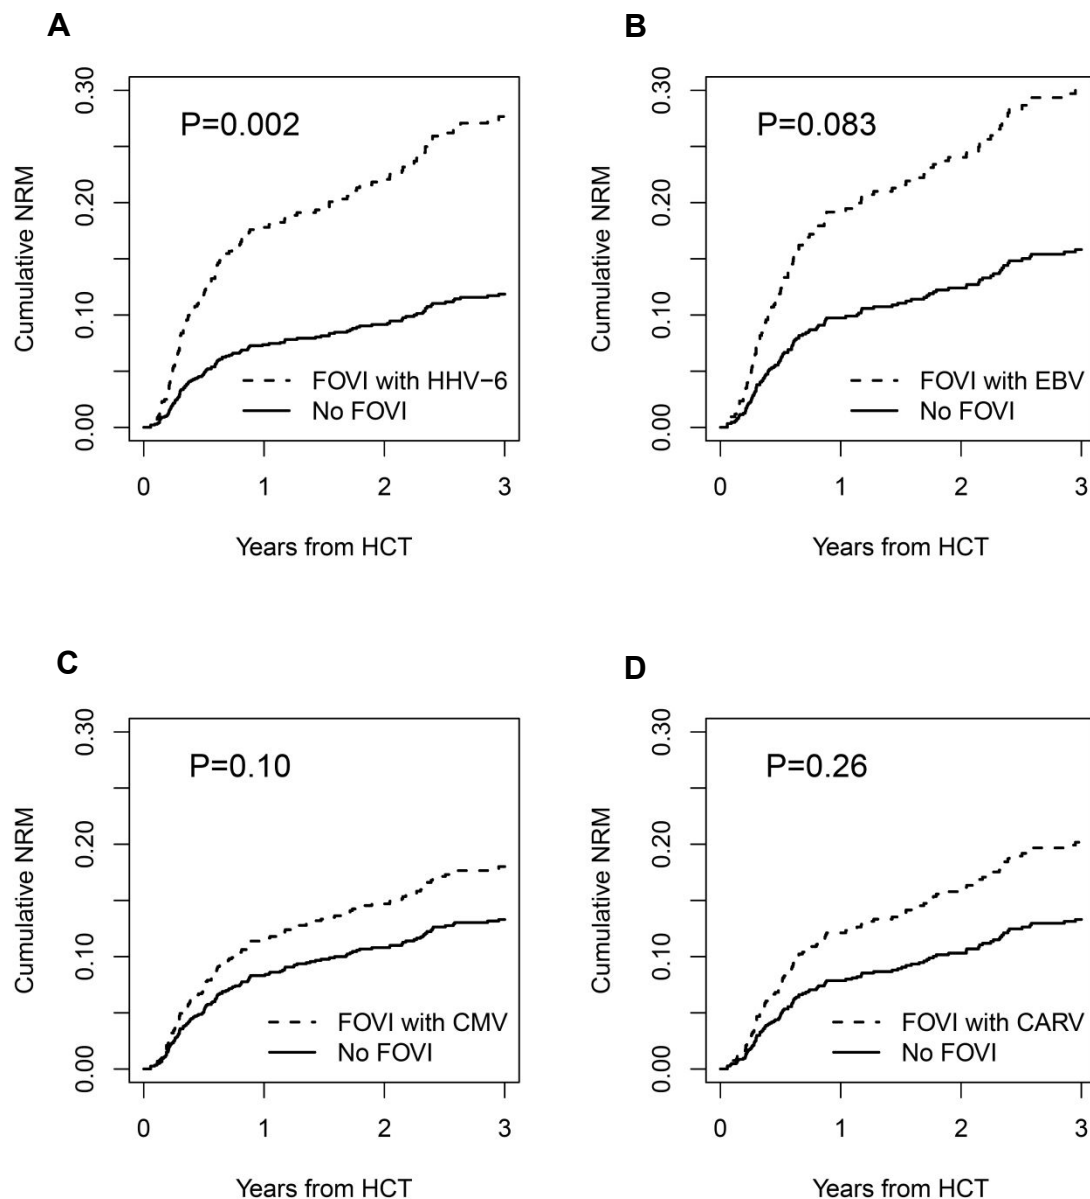 A
P=0.002
Cumulative NRM
0.30
0.20
0.10
0.00
FOVI with HHV−6
No FOVI
0 1 2 3
Years from HCT
B
P=0.083
Cumulative NRM
0.30
0.20
0.10
0.00
FOVI with EBV
No FOVI
0 1 2 3
Years from HCT
C
P=0.10
Cumulative NRM
0.30
0.20
0.10
0.00
FOVI with CMV
No FOVI
0 1 2 3
Years from HCT
D
P=0.26
Cumulative NRM
0.30
0.20
0.10
0.00
FOVI with CARV
No FOVI
0 1 2 3
Years from HCT